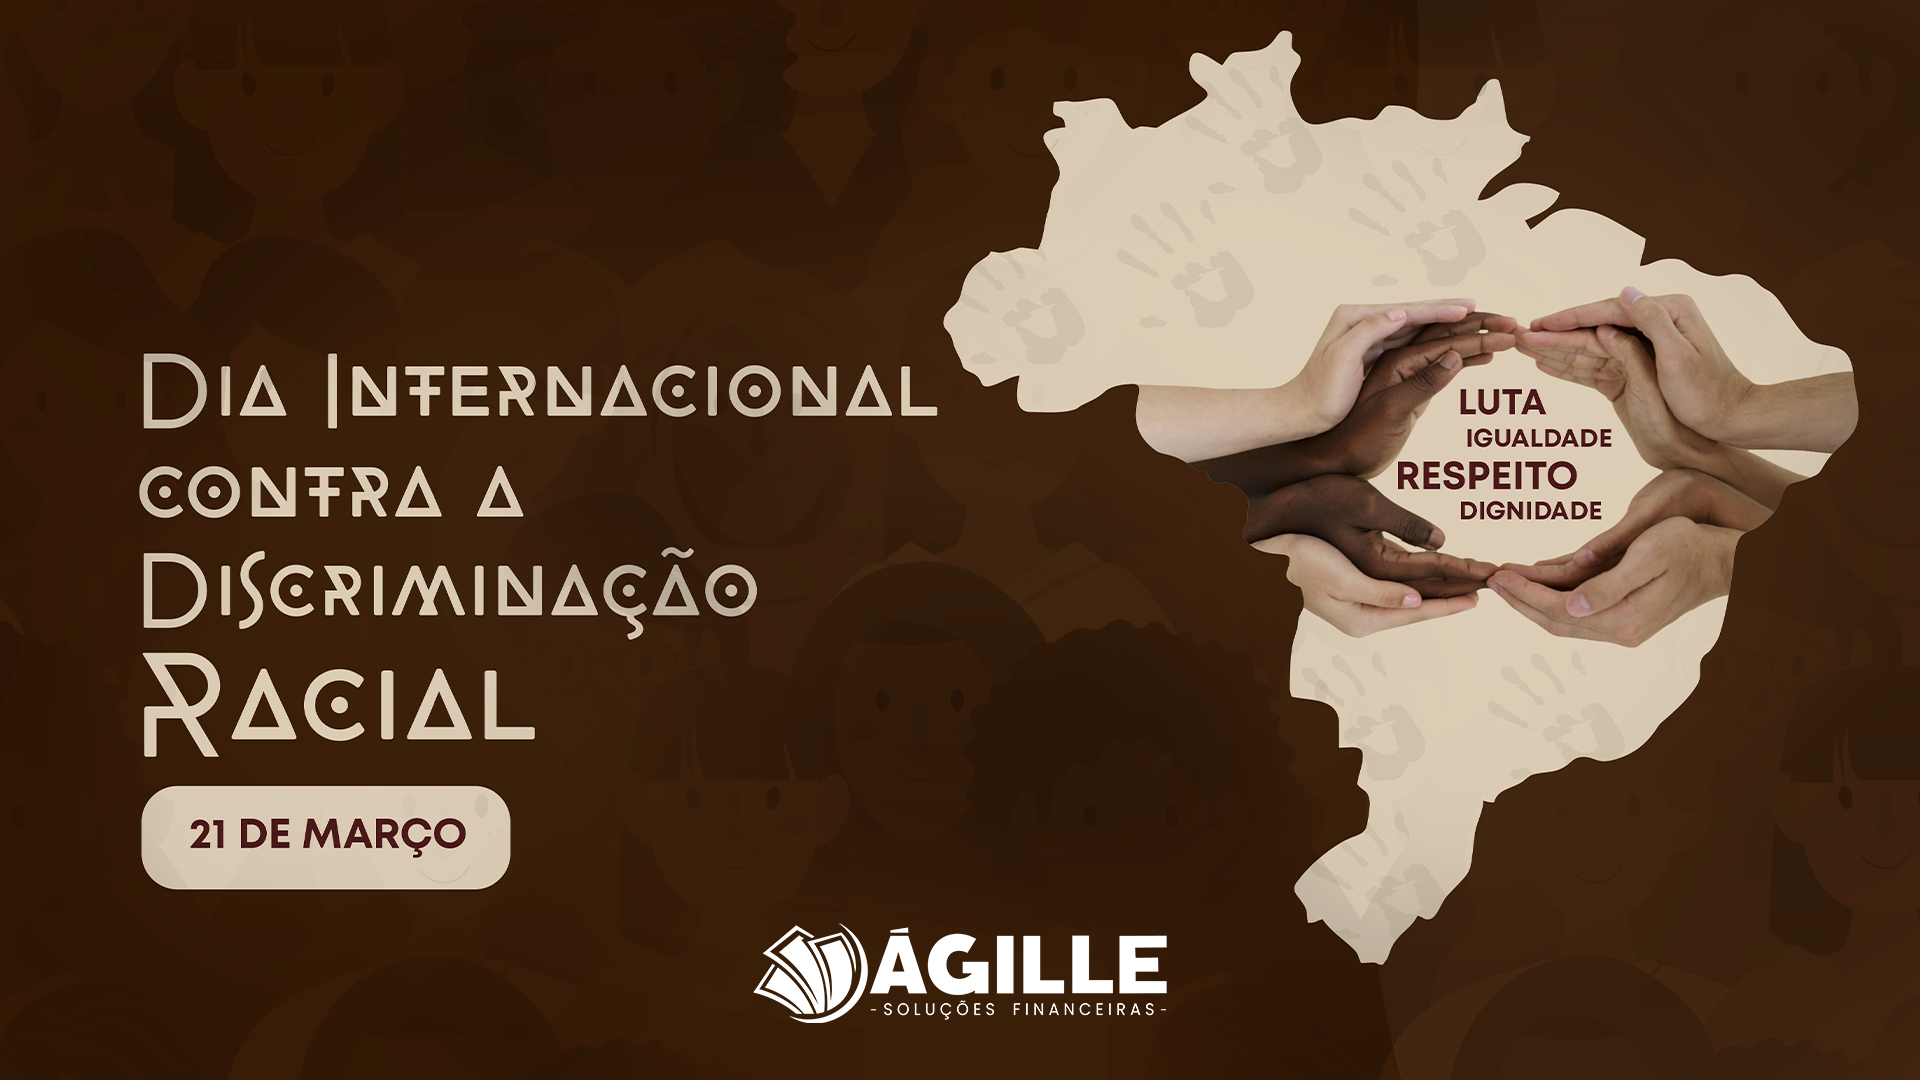 Dia Internacional
contra a
Discriminação
Racial
21 DE MARÇO
LUTA
IGUALDADE
RESPEITO
DIGNIDADE
ÁGILLE
-SOLUÇÕES FINANCEIRAS-